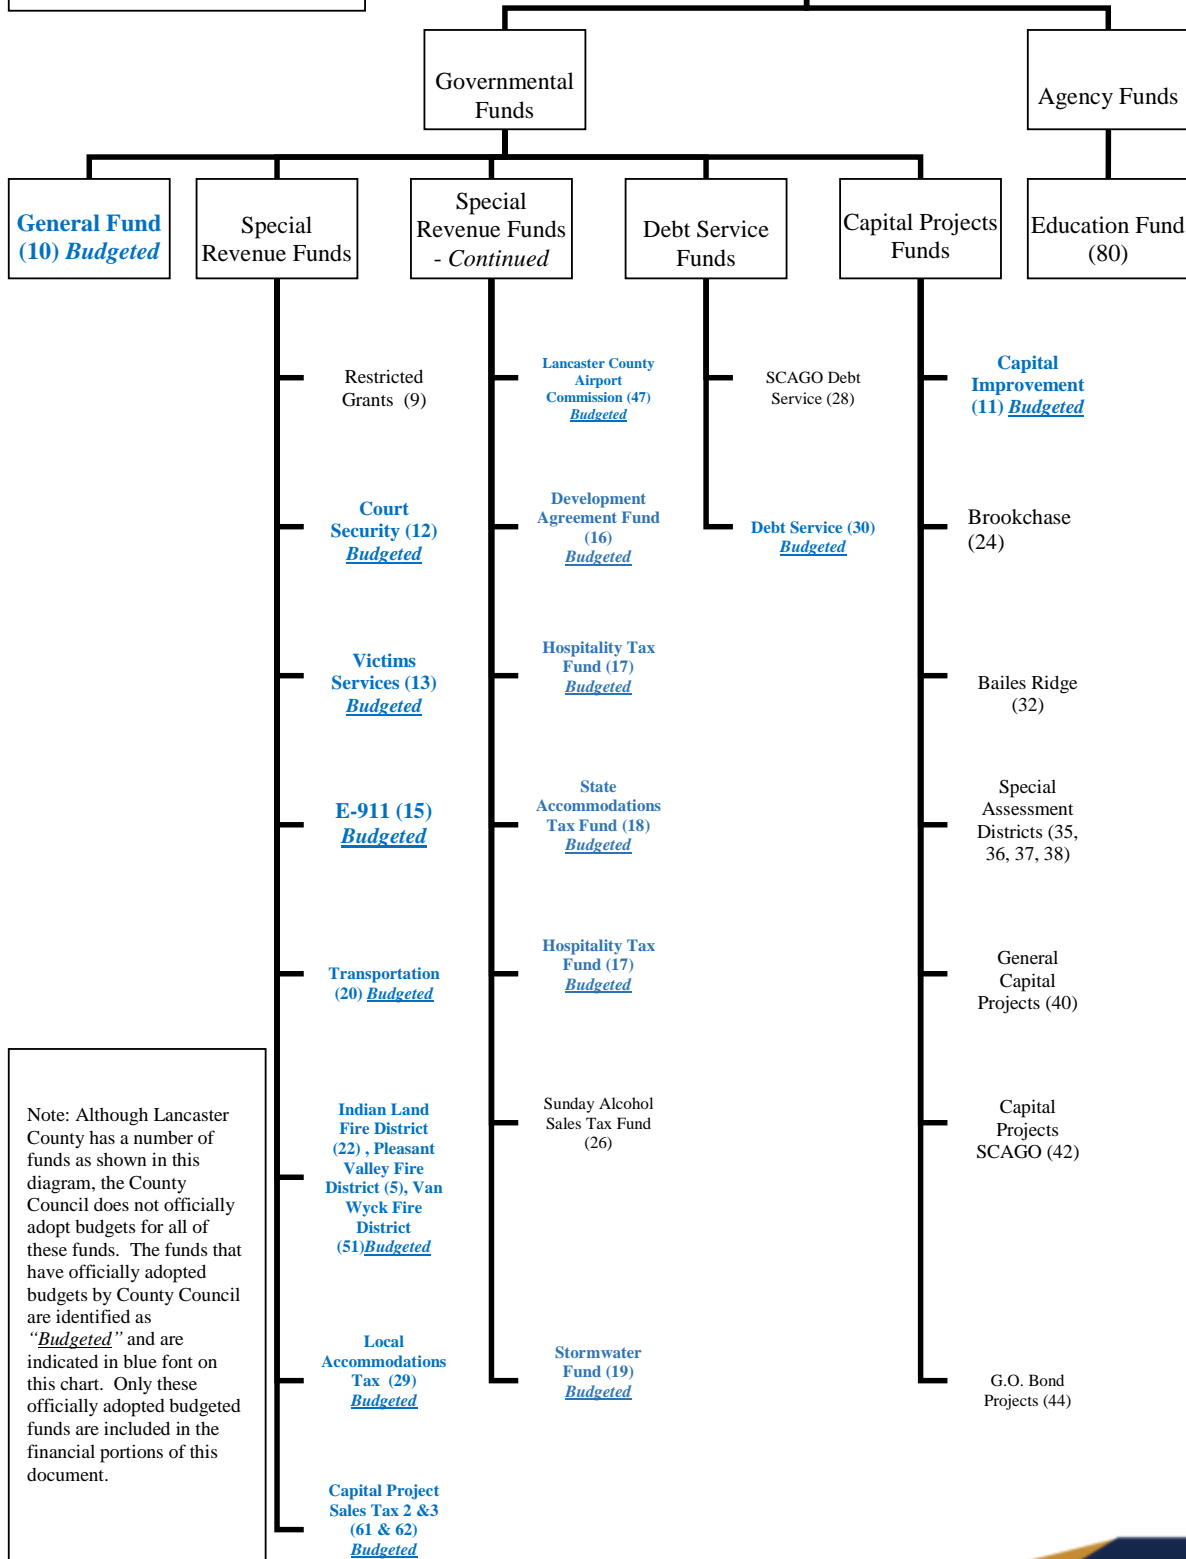 Governmental
Funds
Agency Funds
General Fund
(10) Budgeted
Special
Revenue Funds
Special
Revenue Funds
- Continued
Debt Service
Funds
Capital Projects
Funds
Education Fund
(80)
Restricted
Grants (9)
Court
Security (12)
Budgeted
Victims
Services (13)
Budgeted
E-911 (15)
Budgeted
Transportation
(20) Budgeted
Indian Land
Fire District
(22) , Pleasant
Valley Fire
District (5), Van
Wyck Fire
District
(51)Budgeted
Local
Accommodations
Tax (29)
Budgeted
Capital Project
Sales Tax 2 &3
(61 & 62)
Budgeted
Lancaster County
Airport
Commission (47)
Budgeted
Development
Agreement Fund
(16)
Budgeted
Hospitality Tax
Fund (17)
Budgeted
State
Accommodations
Tax Fund (18)
Budgeted
Hospitality Tax
Fund (17)
Budgeted
Sunday Alcohol
Sales Tax Fund
(26)
Stormwater
Fund (19)
Budgeted
SCAGO Debt
Service (28)
Debt Service (30)
Budgeted
Capital
Improvement
(11) Budgeted
Brookchase
(24)
Bailes Ridge
(32)
Special
Assessment
Districts (35,
36, 37, 38)
General
Capital
Projects (40)
Capital
Projects
SCAGO (42)
G.O. Bond
Projects (44)
Note: Although Lancaster
County has a number of
funds as shown in this
diagram, the County
Council does not officially
adopt budgets for all of
these funds. The funds that
have officially adopted
budgets by County Council
are identified as
“Budgeted” and are
indicated in blue font on
this chart. Only these
officially adopted budgeted
funds are included in the
financial portions of this
document.